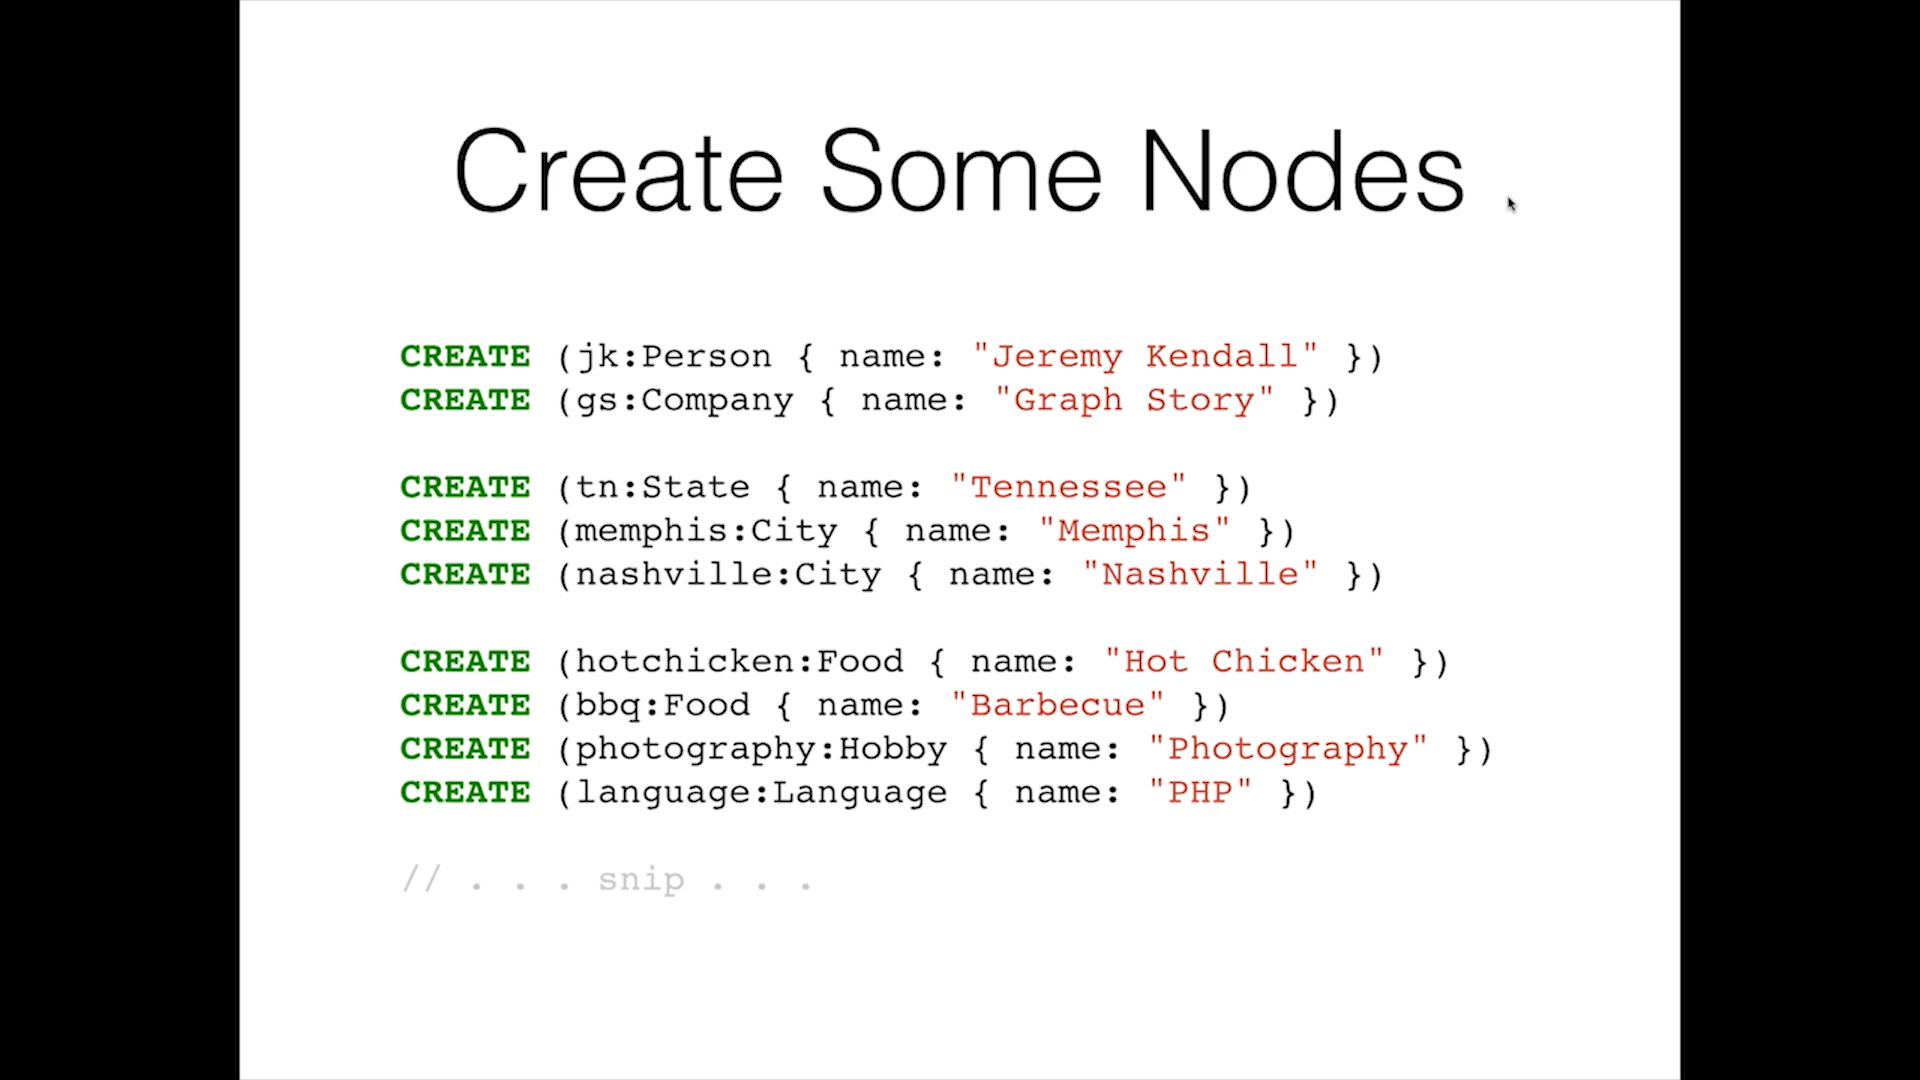 Create Some Nodes
CREATE (jk:Person { name: "Jeremy Kendall" })
CREATE (gs:Company { name: "Graph Story" })
CREATE (tn:State { name: "Tennessee" })
CREATE (memphis:City { name: "Memphis" })
CREATE (nashville:City { name: "Nashville" })
CREATE (hotchicken:Food { name: "Hot Chicken" })
CREATE (bbq:Food { name: "Barbecue" })
CREATE (photography:Hobby { name: "Photography" })
CREATE (language:Language { name: "PHP" })
// . . . snip . . .